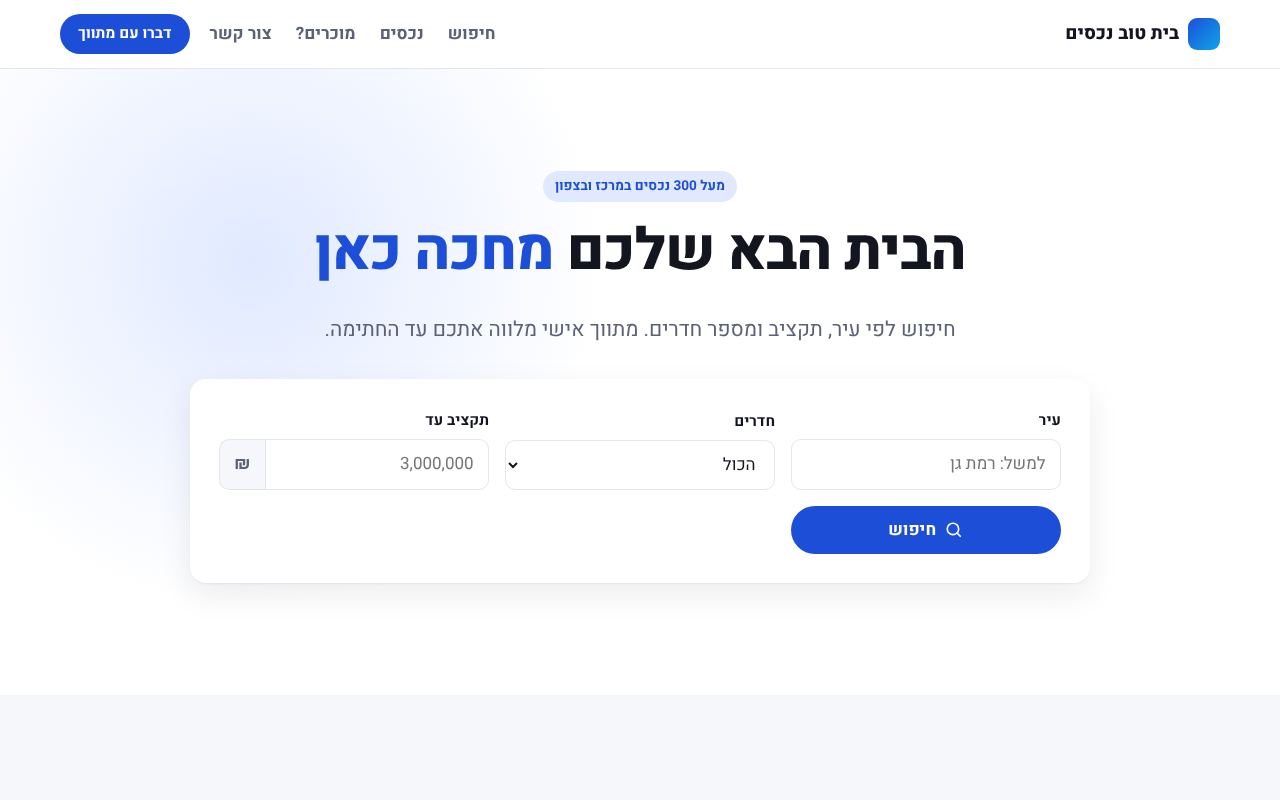 בית טוב נכסים
חיפוש
נכסים
מוכרים?
צור קשר
דברו עם מתווך
מעל 300 נכסים במרכז ובצפון
הבית הבא שלכם מחכה כאן
חיפוש לפי עיר, תקציב ומספר חדרים. מתווך אישי מלווה אתכם עד החתימה.
עיר
למשל: רמת גן
חדרים
הכול
תקציב עד
3,000,000
₪
חיפוש